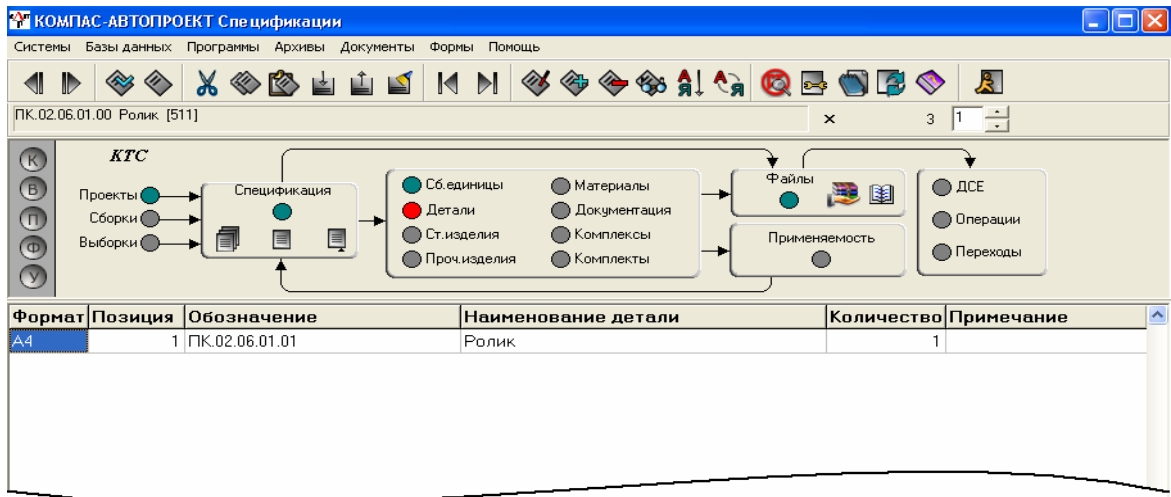 КОМПАС-АВТОПРОЕКТ Спецификации
Системы Базы данных Программы Архивы Документы Формы Помощь
ПК.02.06.01.00 Ролик [511] × 3 1
К КТС
В Проекты Спецификация Сб.единицы Материалы Файлы ДСЕ
П Сборки Детали Документация Операции
Ф Выборки Ст.изделия Комплексы Применяемость Переходы
У Проч.изделия Комплекты
Формат Позиция Обозначение Наименование детали Количество Примечание
А4 1 ПК.02.06.01.01 Ролик 1